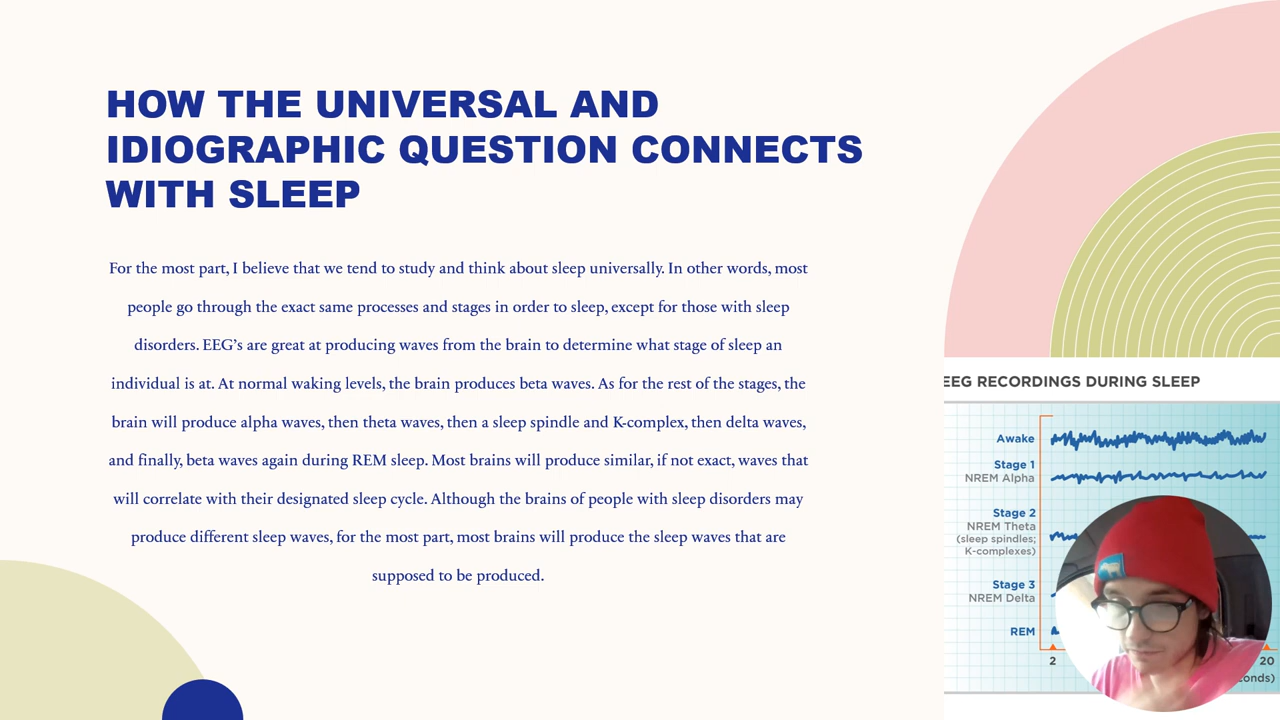 HOW THE UNIVERSAL AND
IDIOGRAPHIC QUESTION CONNECTS
WITH SLEEP
For the most part, I believe that we tend to study and think about sleep universally. In other words, most
people go through the exact same processes and stages in order to sleep, except for those with sleep
disorders. EEG’s are great at producing waves from the brain to determine what stage of sleep an
individual is at. At normal waking levels, the brain produces beta waves. As for the rest of the stages, the
brain will produce alpha waves, then theta waves, then a sleep spindle and K-complex, then delta waves,
and finally, beta waves again during REM sleep. Most brains will produce similar, if not exact, waves that
will correlate with their designated sleep cycle. Although the brains of people with sleep disorders may
produce different sleep waves, for the most part, most brains will produce the sleep waves that are
supposed to be produced.
EEG RECORDINGS DURING SLEEP
Awake
Stage 1
NREM Alpha
Stage 2
NREM Theta
(sleep spindles;
K-complexes)
Stage 3
NREM Delta
REM
2
20